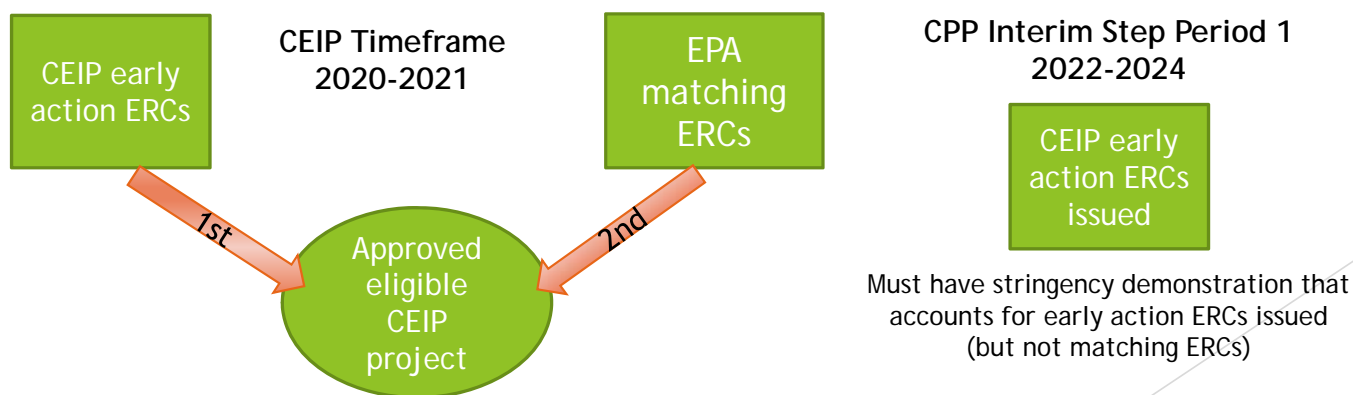 CEIP early
action ERCs
CEIP Timeframe
2020-2021
EPA
matching
ERCs
1st
2nd
Approved
eligible
CEIP
project
CPP Interim Step Period 1
2022-2024
CEIP early
action ERCs
issued
Must have stringency demonstration that
accounts for early action ERCs issued
(but not matching ERCs)